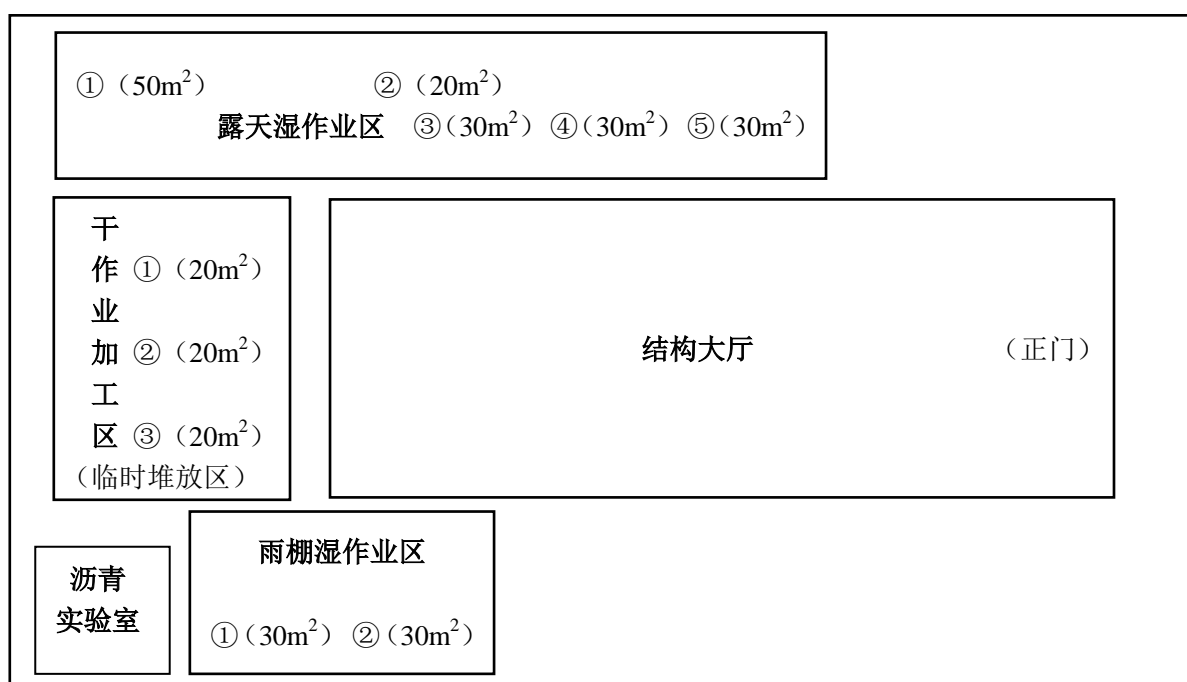 ①（50m²） ②（20m²）
露天湿作业区 ③（30m²） ④（30m²） ⑤（30m²）
干
作 ①（20m²）
业
加 ②（20m²）
工
区 ③（20m²）
（临时堆放区）
结构大厅 （正门）
雨棚湿作业区
①（30m²） ②（30m²）
沥青
实验室